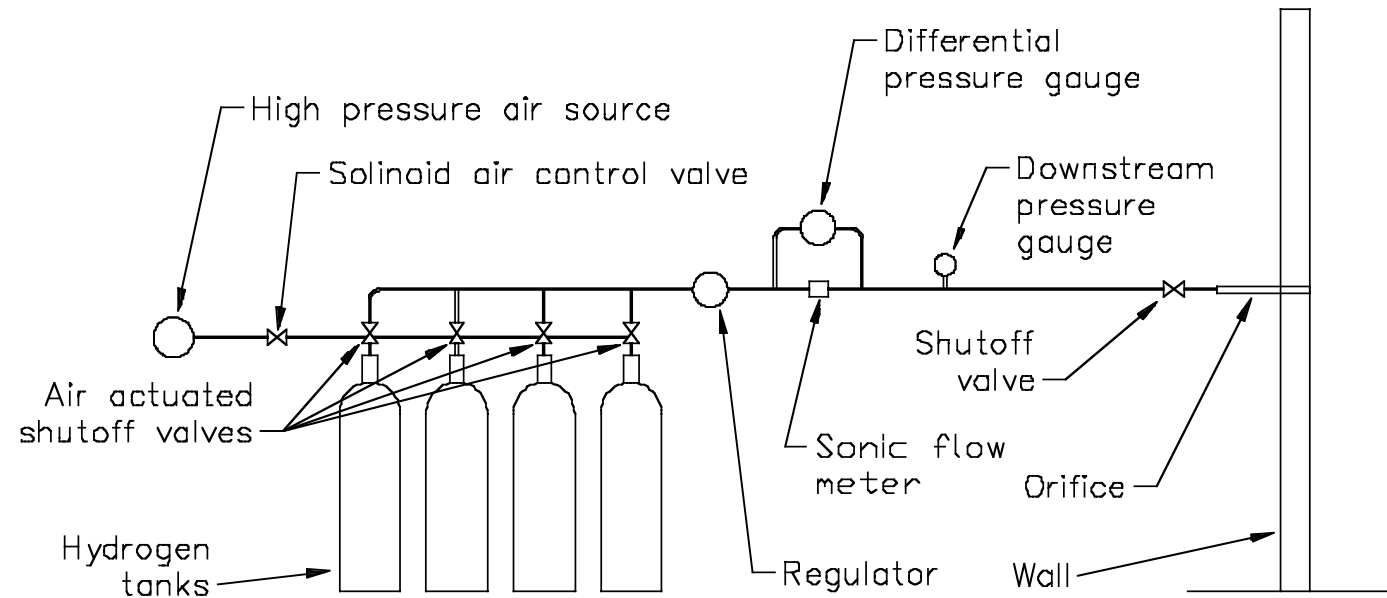 Differential
pressure gauge
High pressure air source
Solinoid air control valve
Downstream
pressure
gauge
Shutoff
valve
Air actuated
shutoff valves
Sonic flow
meter
Orifice
Hydrogen
tanks
Regulator
Wall